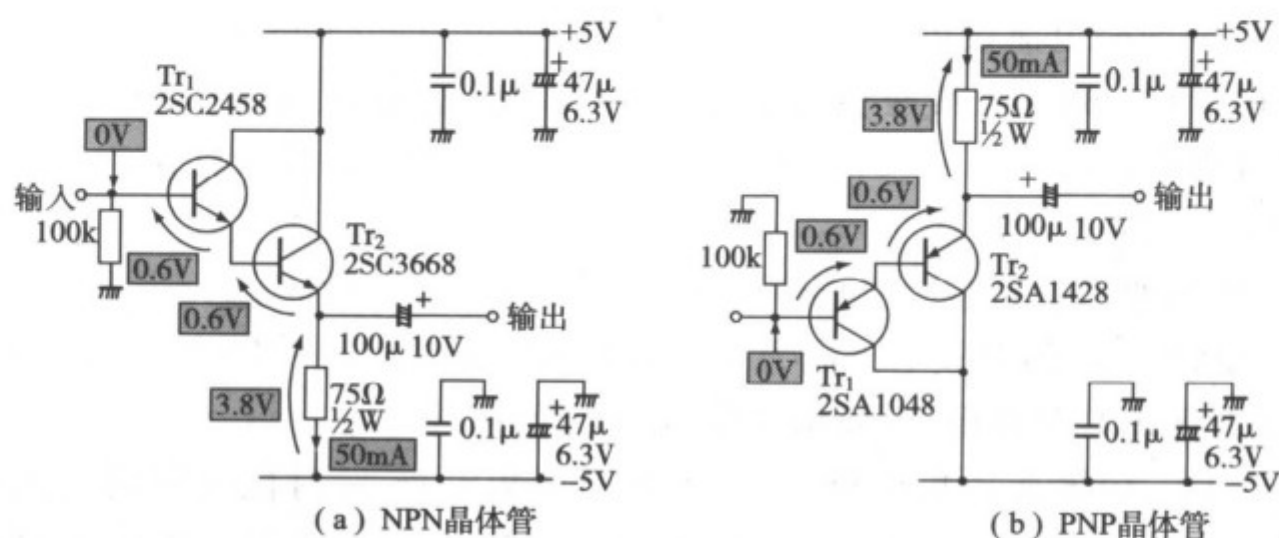 +5V
Tr₁
2SC2458
0V
输入
100k
0.6V
0.6V
Tr₂
2SC3668
0.1μ
+
47μ
6.3V
+
输出
100μ 10V
3.8V
75Ω
½ W
50mA
0.1μ
+
47μ
6.3V
−5V
(a) NPN晶体管
+5V
50mA
3.8V
75Ω
½ W
0.1μ
+
47μ
6.3V
0.6V
+
输出
100μ 10V
0.6V
100k
Tr₂
2SA1428
0V
Tr₁
2SA1048
0.1μ
+
47μ
6.3V
−5V
(b) PNP晶体管